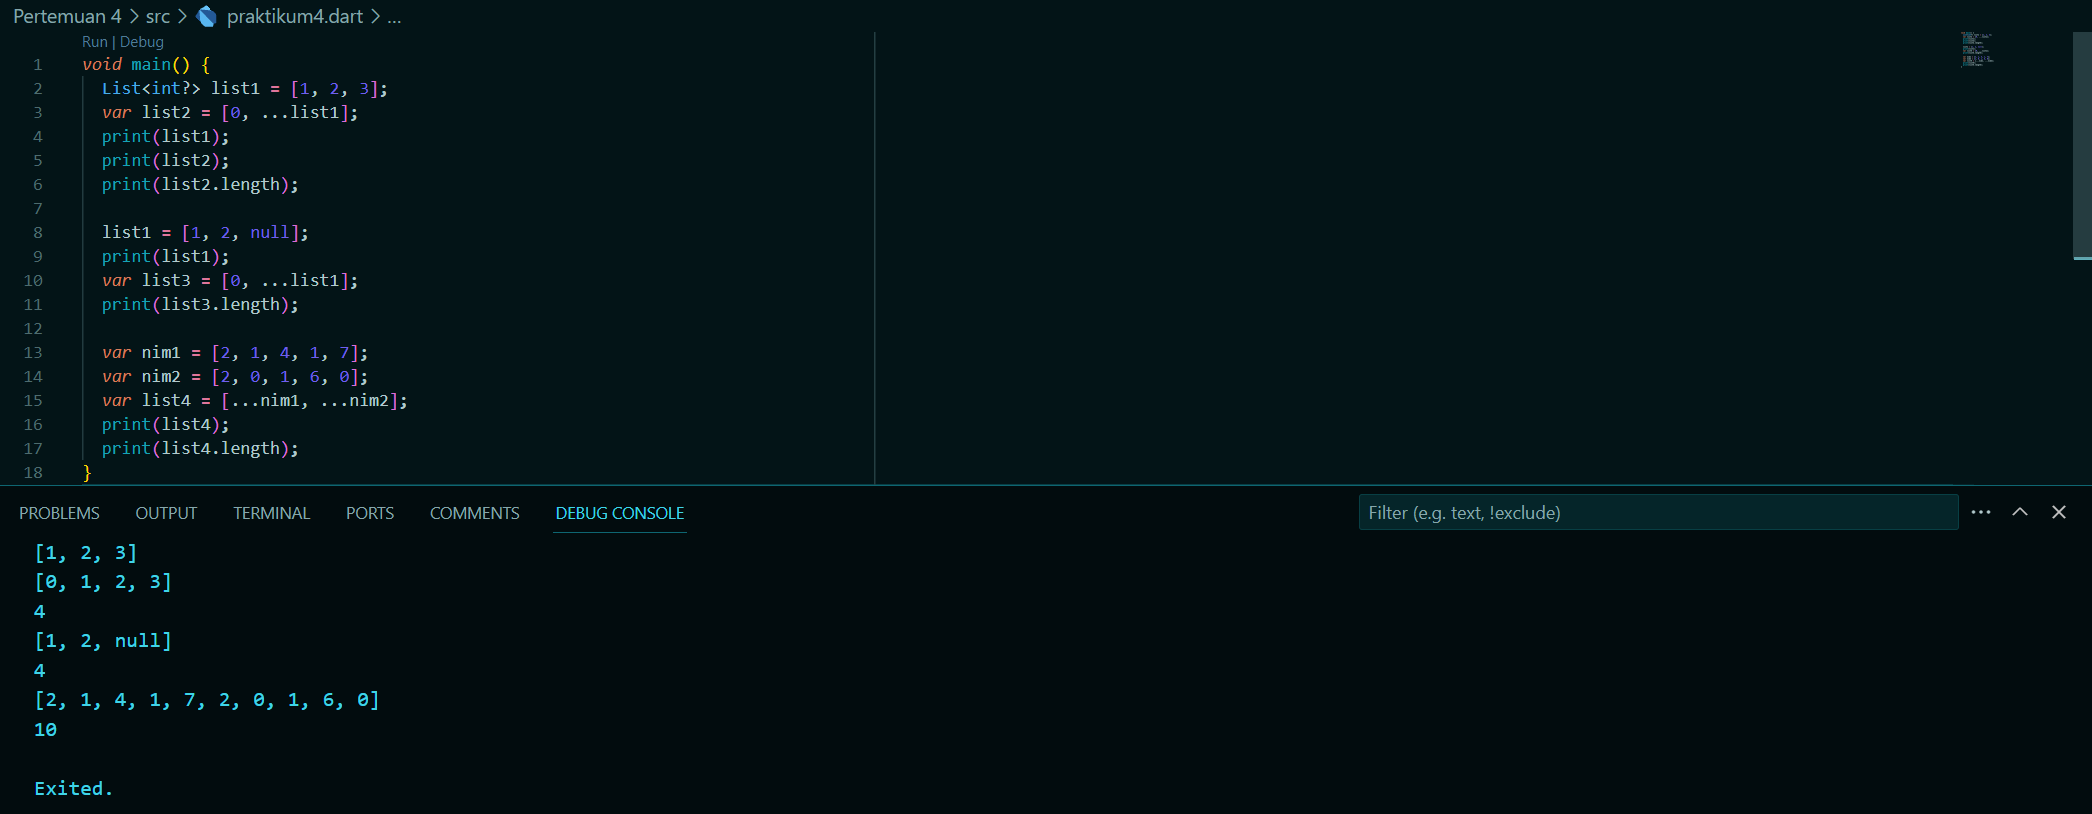 Pertemuan 4 > src > praktikum4.dart > ...
Run | Debug
1 void main() {
2 List<int?> list1 = [1, 2, 3];
3 var list2 = [0, ...list1];
4 print(list1);
5 print(list2);
6 print(list2.length);
7
8 list1 = [1, 2, null];
9 print(list1);
10 var list3 = [0, ...list1];
11 print(list3.length);
12
13 var nim1 = [2, 1, 4, 1, 7];
14 var nim2 = [2, 0, 1, 6, 0];
15 var list4 = [...nim1, ...nim2];
16 print(list4);
17 print(list4.length);
18 }
PROBLEMS OUTPUT TERMINAL PORTS COMMENTS DEBUG CONSOLE Filter (e.g. text, !exclude)
[1, 2, 3]
[0, 1, 2, 3]
4
[1, 2, null]
4
[2, 1, 4, 1, 7, 2, 0, 1, 6, 0]
10
Exited.